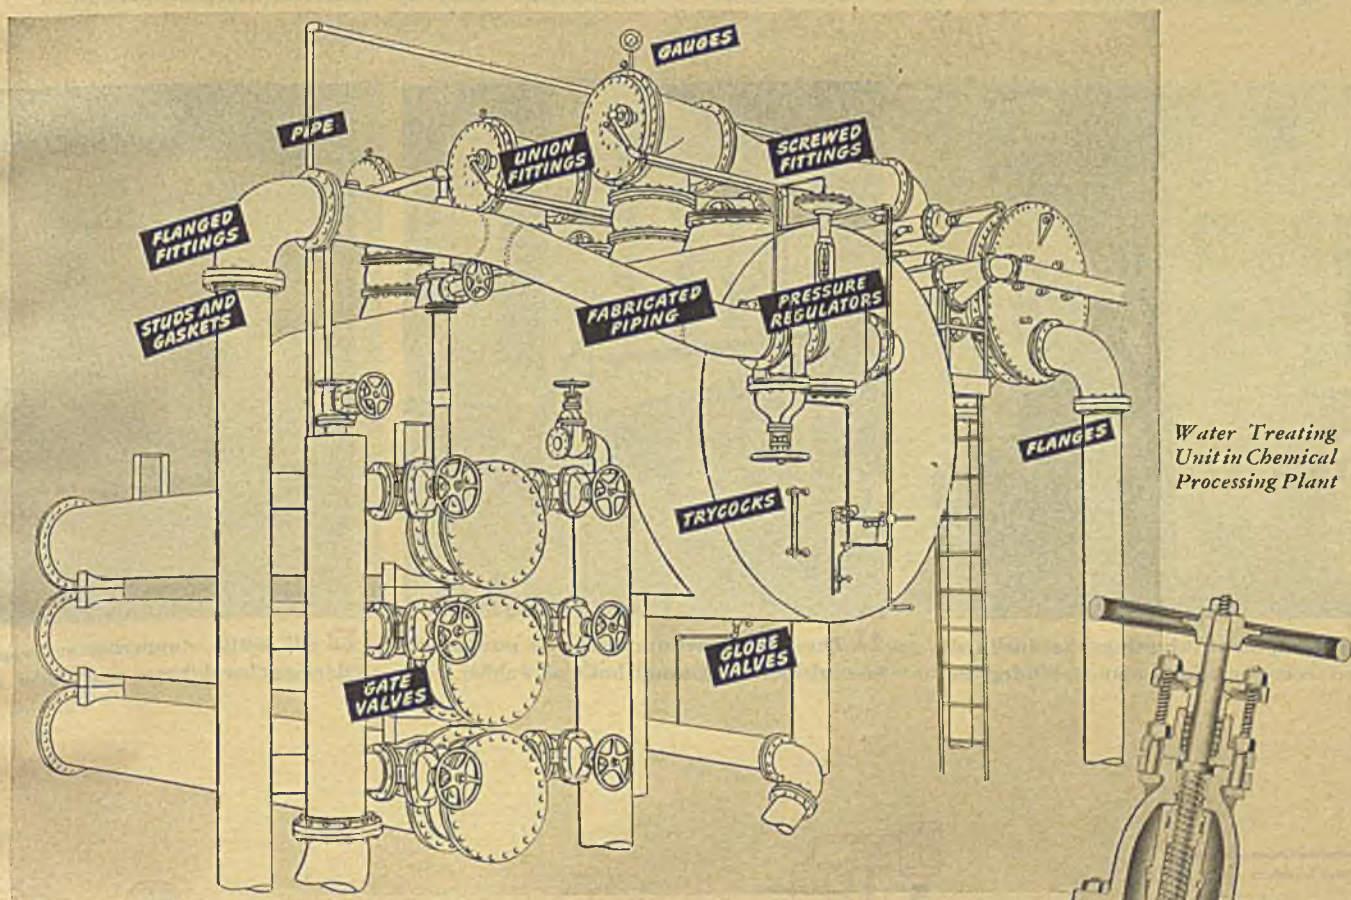 GAUGES
PIPE
UNION
FITTINGS
SCREWED
FITTINGS
FLANGED
FITTINGS
STUDS AND
GASKETS
FABRICATED
PIPING
PRESSURE
REGULATORS
FLANGES
Water Treating
Unit in Chemical
Processing Plant
TRYCOCKS
GLOBE
VALVES
GATE
VALVES